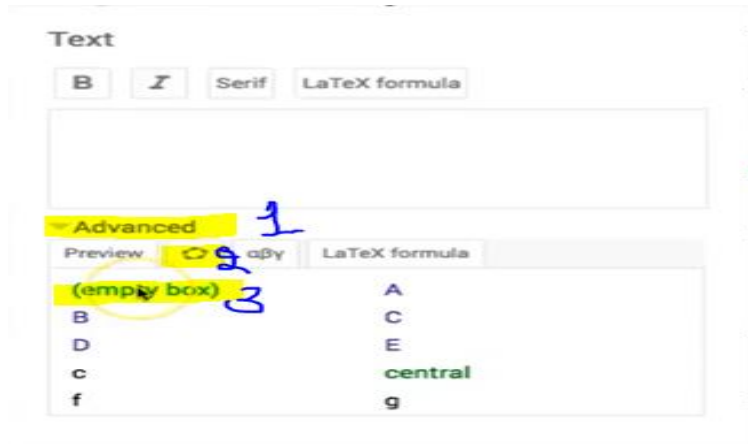 Text
B I Serif LaTeX formula
Advanced 1
Preview 2 αβγ LaTeX formula
(empty box) 3 A
B C
D E
c central
f g